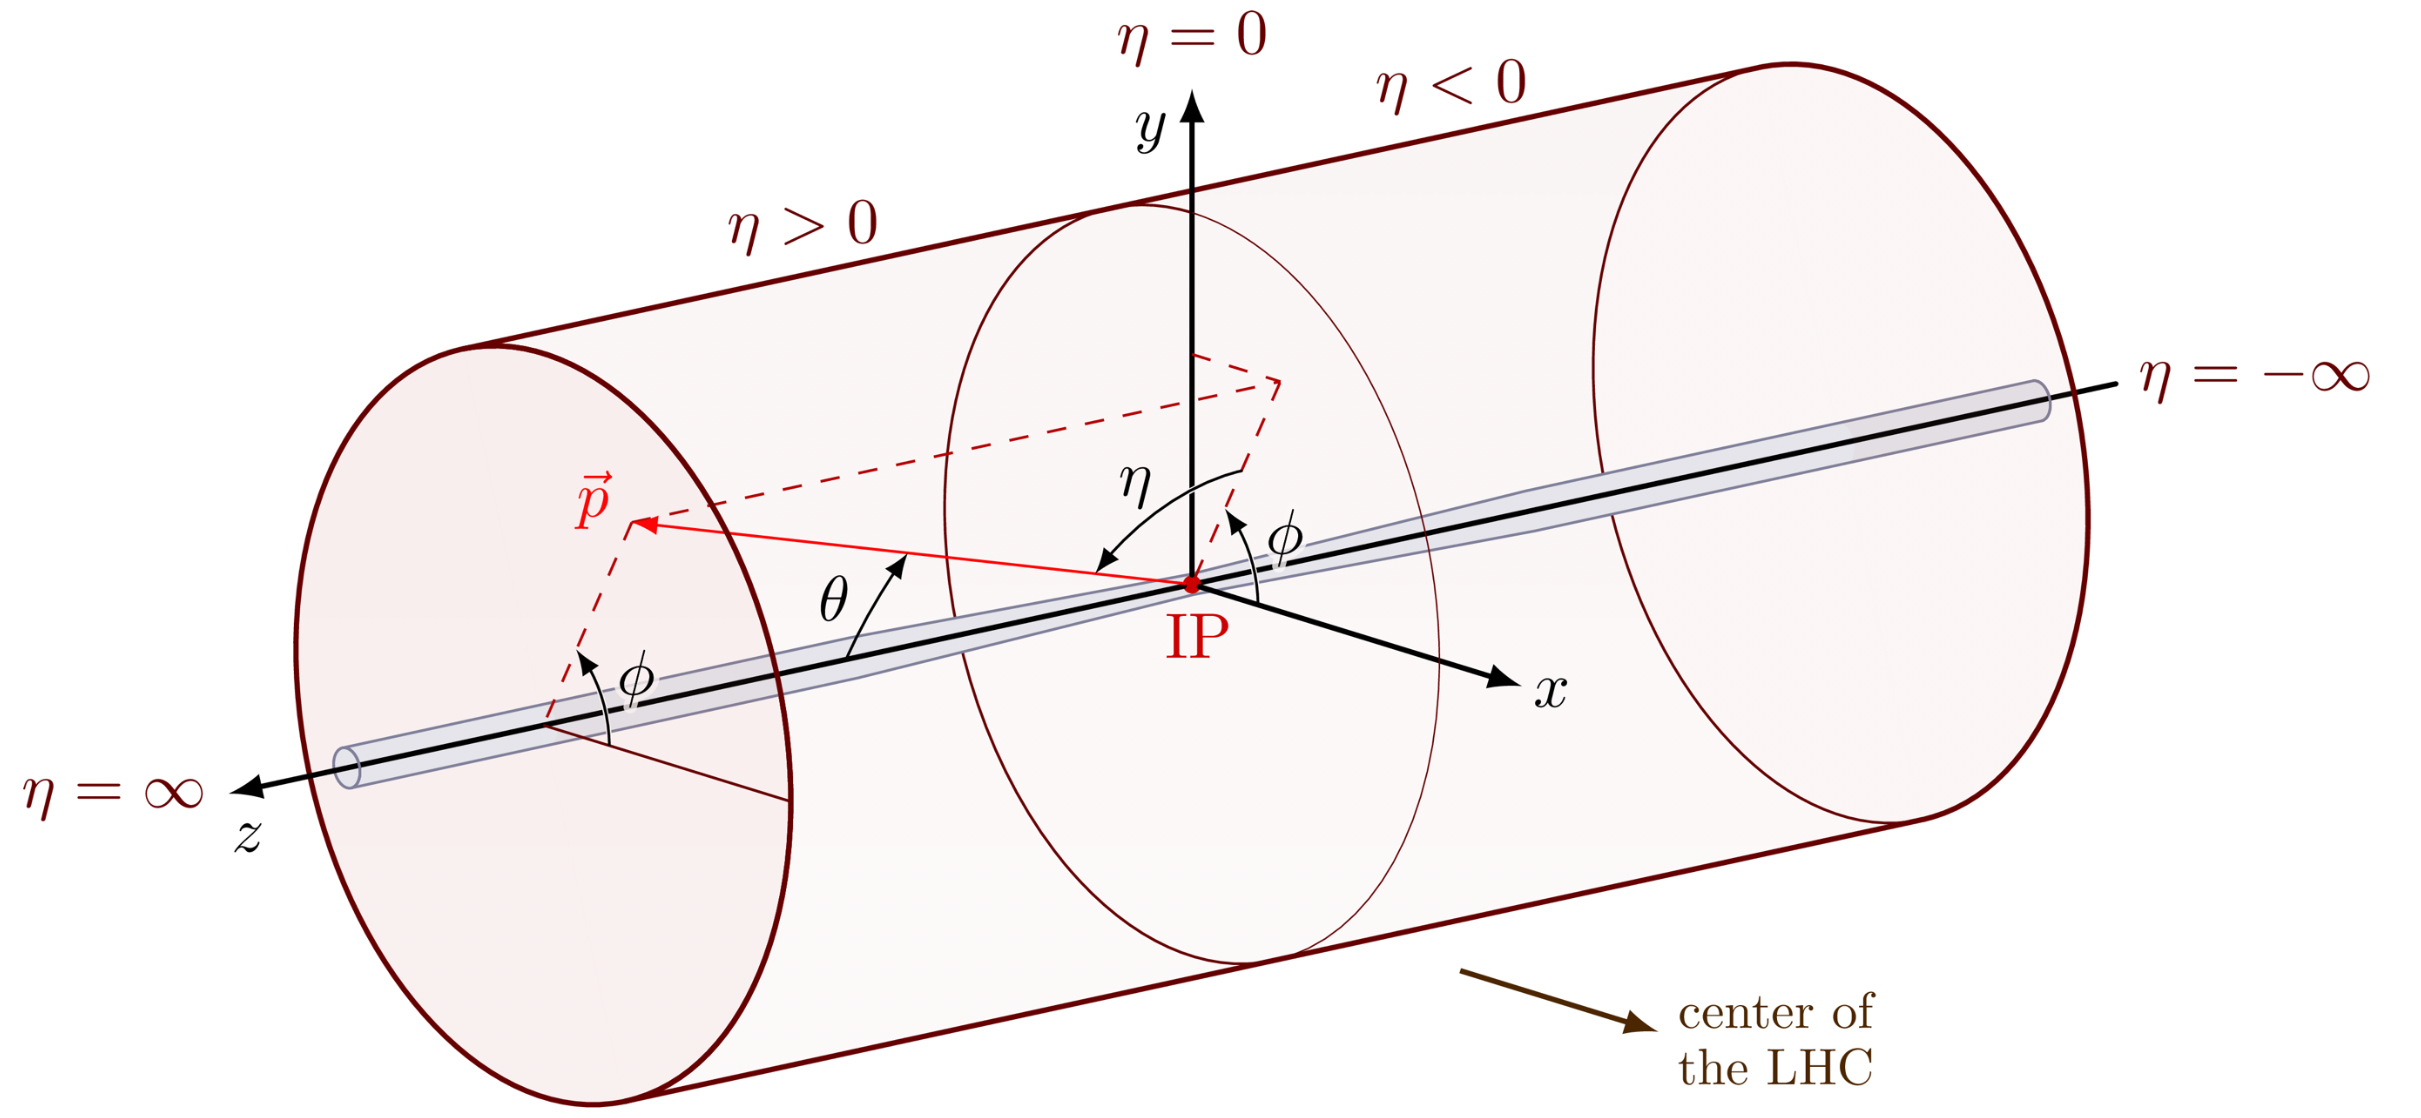 η = 0
η < 0
y
η > 0
η = −∞
η
p⃗
ϕ
θ
IP
ϕ
x
η = ∞
z
center of
the LHC